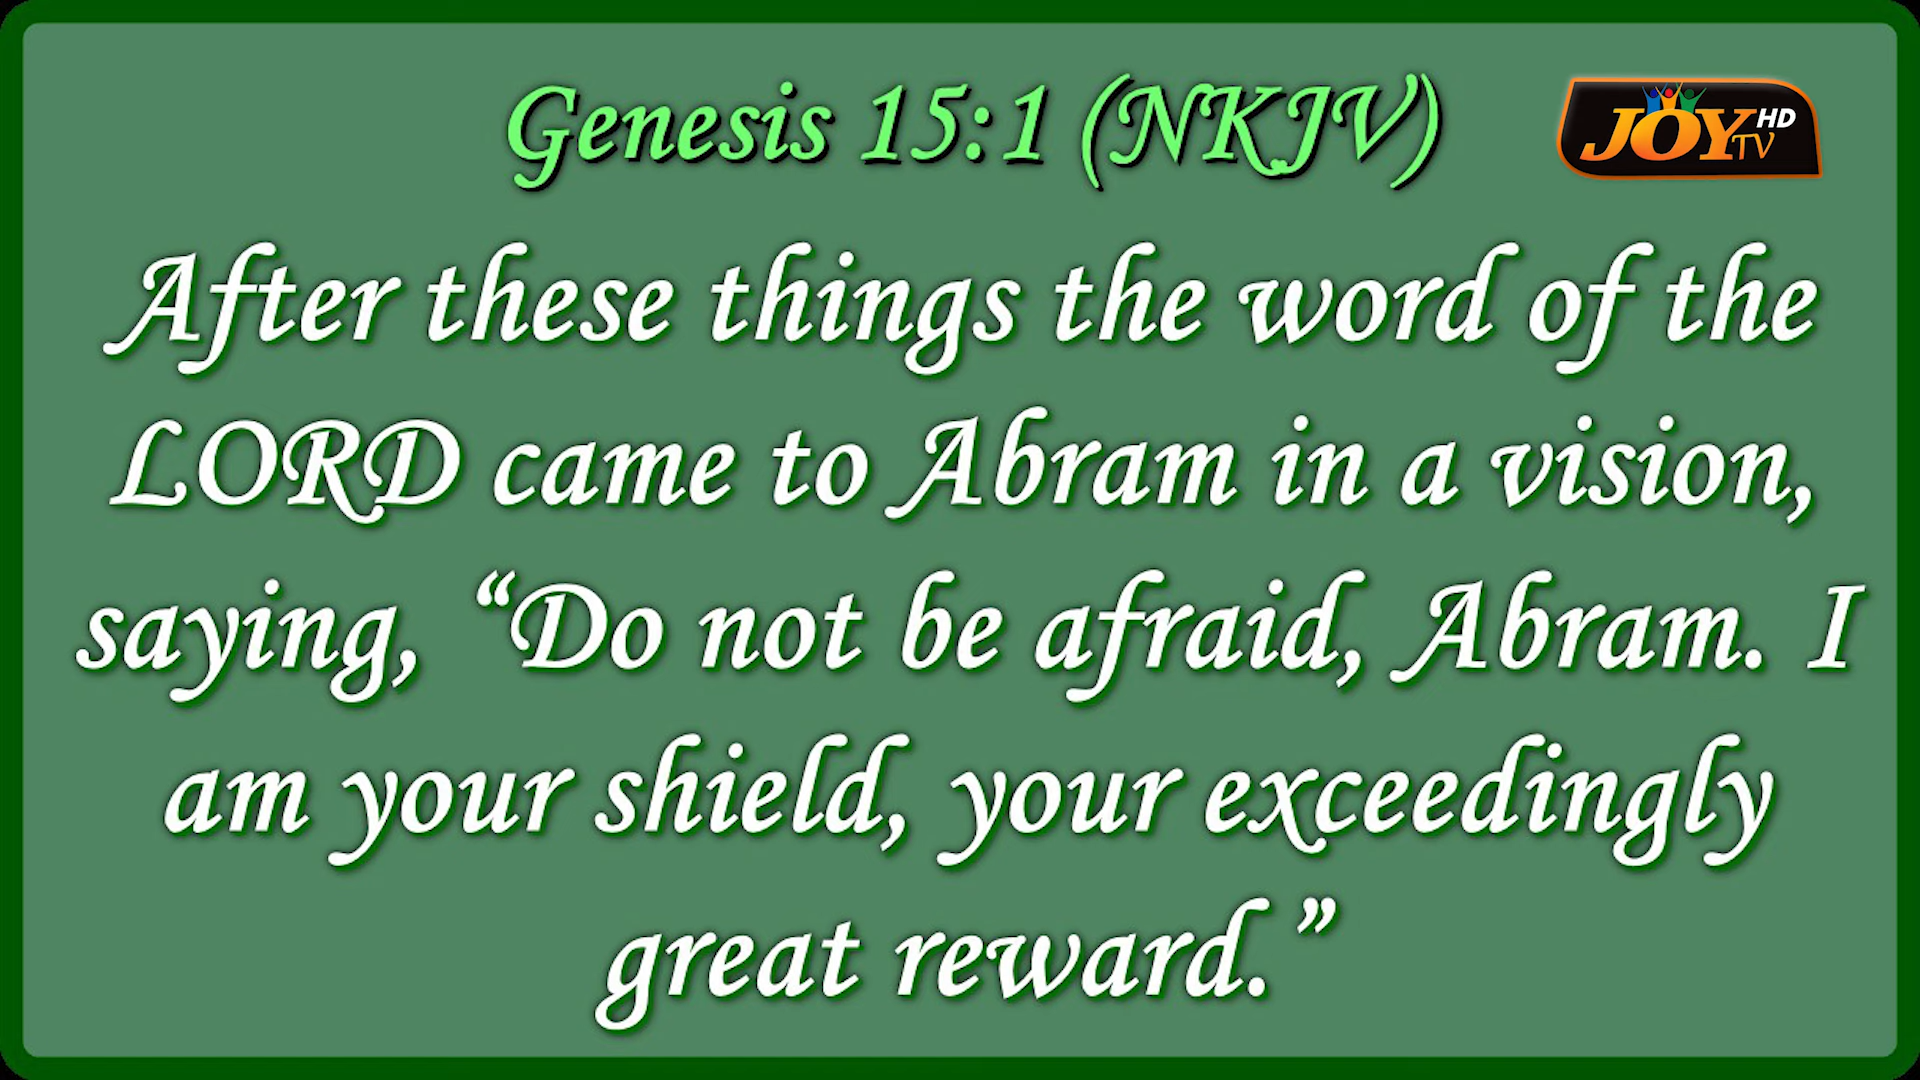 Genesis 15:1 (NKJV)
JOY TV HD
After these things the word of the
LORD came to Abram in a vision,
saying, “Do not be afraid, Abram. I
am your shield, your exceedingly
great reward.”